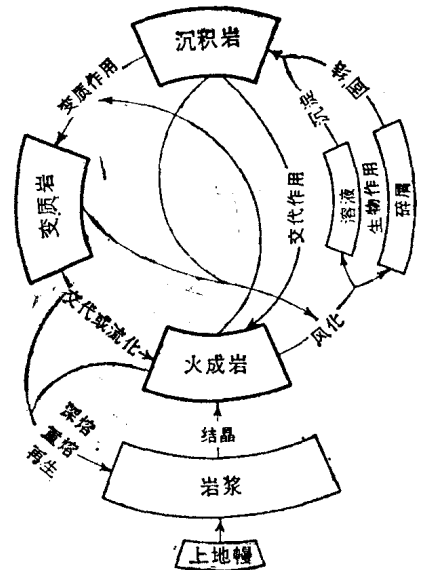 沉积岩
变质作用
沉淀
固结
变质岩
交代作用
溶液
生物作用
碎屑
交代或流化
火成岩
风化
深熔
重熔
再生
结晶
岩浆
上地幔